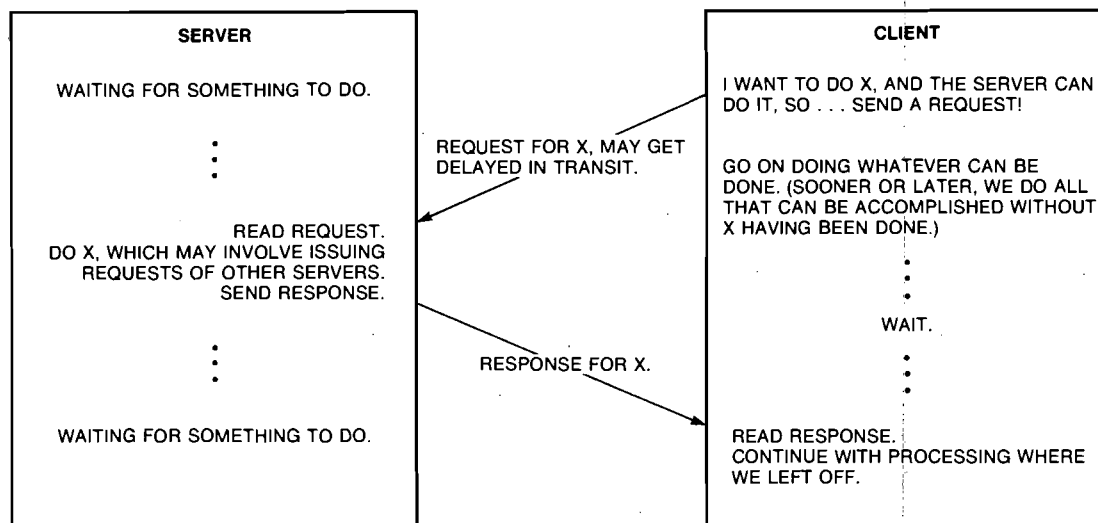 SERVER
WAITING FOR SOMETHING TO DO.
READ REQUEST.
DO X, WHICH MAY INVOLVE ISSUING
REQUESTS OF OTHER SERVERS.
SEND RESPONSE.
WAITING FOR SOMETHING TO DO.
REQUEST FOR X, MAY GET
DELAYED IN TRANSIT.
RESPONSE FOR X.
CLIENT
I WANT TO DO X, AND THE SERVER CAN
DO IT, SO . . . SEND A REQUEST!
GO ON DOING WHATEVER CAN BE
DONE. (SOONER OR LATER, WE DO ALL
THAT CAN BE ACCOMPLISHED WITHOUT
X HAVING BEEN DONE.)
WAIT.
READ RESPONSE.
CONTINUE WITH PROCESSING WHERE
WE LEFT OFF.